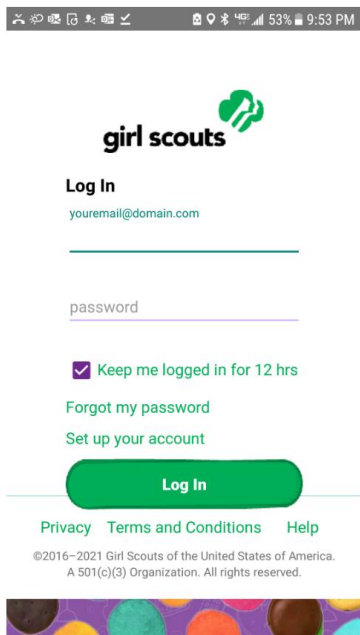 53% 9:53 PM
girl scouts
Log In
youremail@domain.com
password
Keep me logged in for 12 hrs
Forgot my password
Set up your account
Log In
Privacy Terms and Conditions Help
©2016–2021 Girl Scouts of the United States of America.
A 501(c)(3) Organization. All rights reserved.